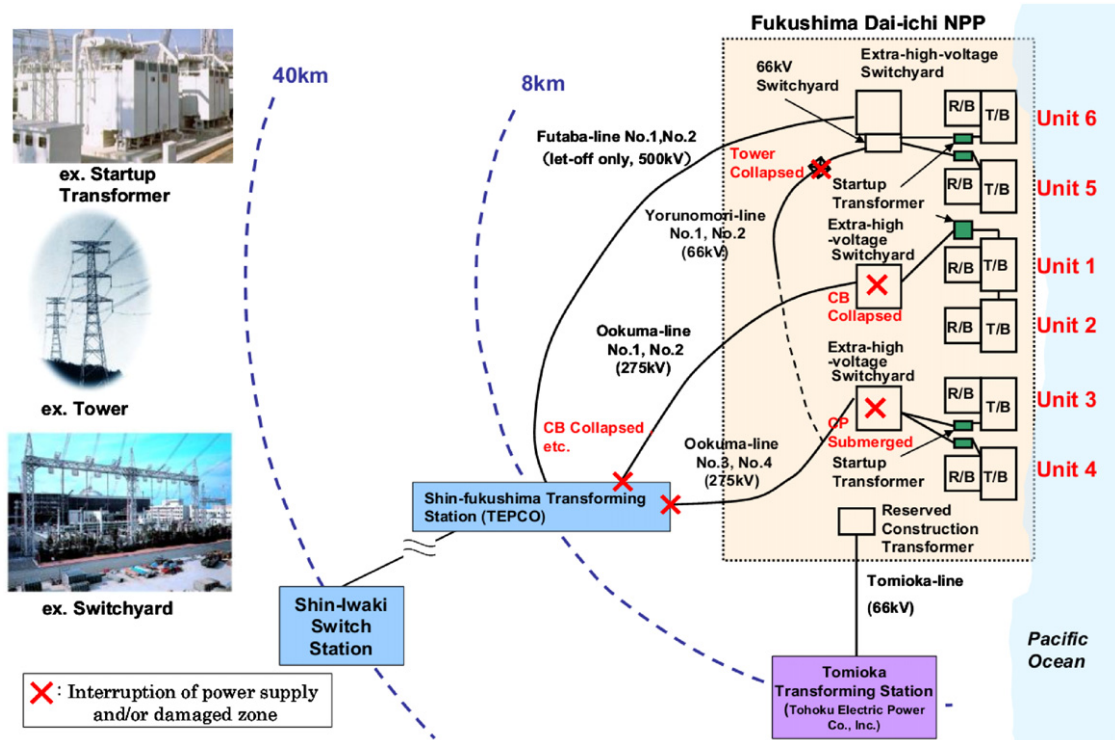 Fukushima Dai-ichi NPP
Extra-high-voltage
Switchyard
66kV
Switchyard
40km
8km
R/B
T/B
Unit 6
Futaba-line No.1,No.2
(let-off only, 500kV)
Tower
Collapsed
ex. Startup
Transformer
Startup
Transformer
R/B
T/B
Unit 5
Yorunomori-line
No.1, No.2
(66kV)
Extra-high
-voltage
Switchyard
R/B
T/B
Unit 1
CB
Collapsed
R/B
T/B
Unit 2
Ookuma-line
No.1, No.2
(275kV)
Extra-high
-voltage
Switchyard
R/B
T/B
Unit 3
ex. Tower
CB Collapsed,
etc.
CP
Submerged
Ookuma-line
No.3, No.4
(275kV)
Startup
Transformer
R/B
T/B
Unit 4
Shin-fukushima Transforming
Station (TEPCO)
Reserved
Construction
Transformer
ex. Switchyard
Shin-Iwaki
Switch
Station
Tomioka-line
(66kV)
Pacific
Ocean
Tomioka
Transforming Station
(Tohoku Electric Power
Co., Inc.)
: Interruption of power supply
and/or damaged zone